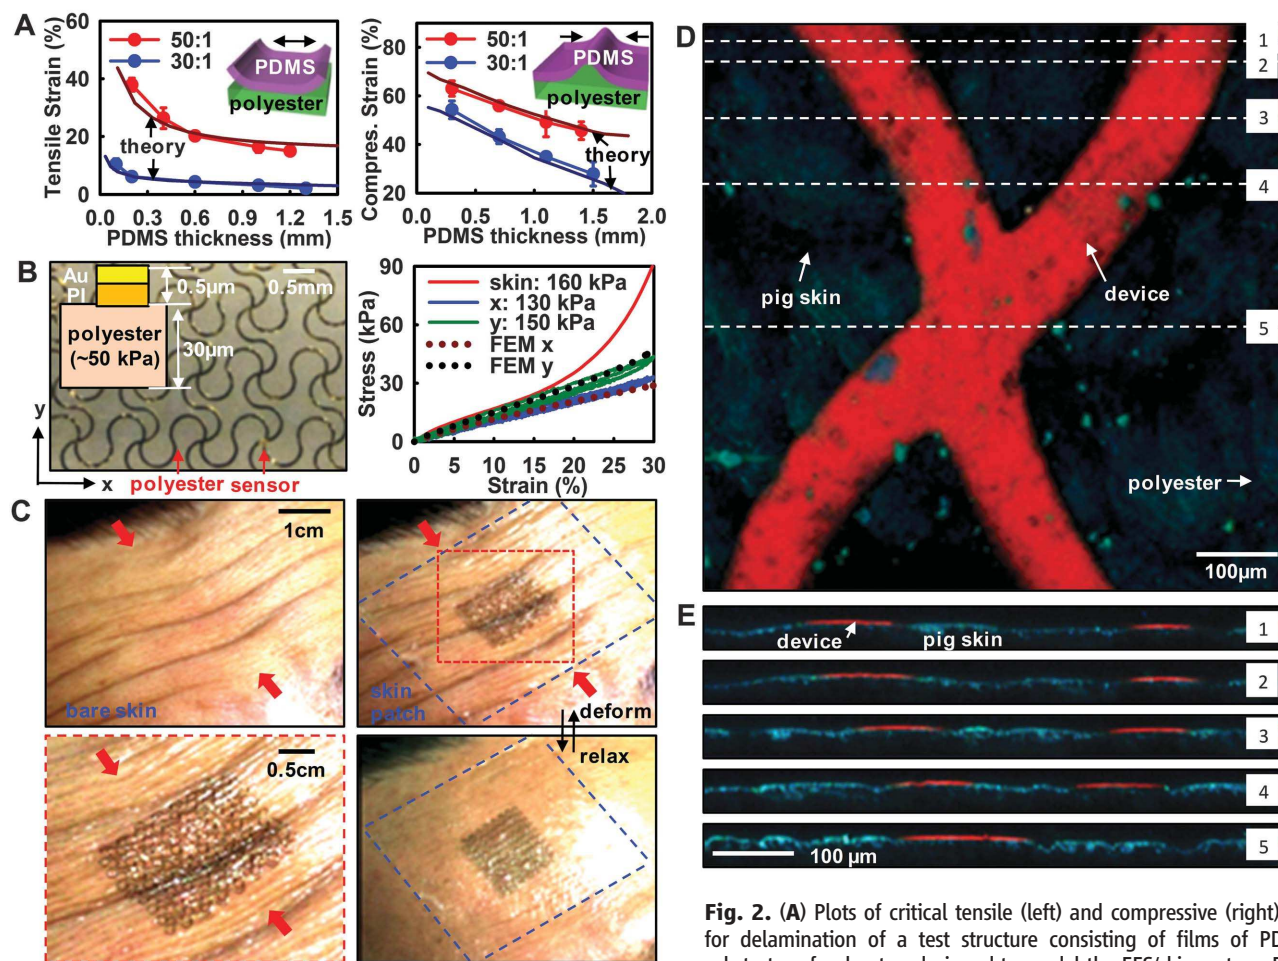 A
Tensile Strain (%)
60
40
20
0
50:1
30:1
PDMS
polyester
theory
0.0 0.3 0.6 0.9 1.2 1.5
PDMS thickness (mm)
Compres. Strain (%)
80
60
40
20
50:1
30:1
PDMS
polyester
theory
0.0 0.5 1.0 1.5 2.0
PDMS thickness (mm)
B
Au
PI
0.5µm
0.5mm
polyester
(~50 kPa)
30µm
y
x
polyester sensor
Stress (kPa)
90
60
30
0
skin: 160 kPa
x: 130 kPa
y: 150 kPa
FEM x
FEM y
0 5 10 15 20 25 30
Strain (%)
C
1cm
bare skin
skin
patch
deform
relax
0.5cm
D
1
2
3
4
5
pig skin
device
polyester
100µm
E
device
pig skin
1
2
3
4
5
100 µm
Fig. 2. (A) Plots of critical tensile (left) and compressive (right)
for delamination of a test structure consisting of films of PD